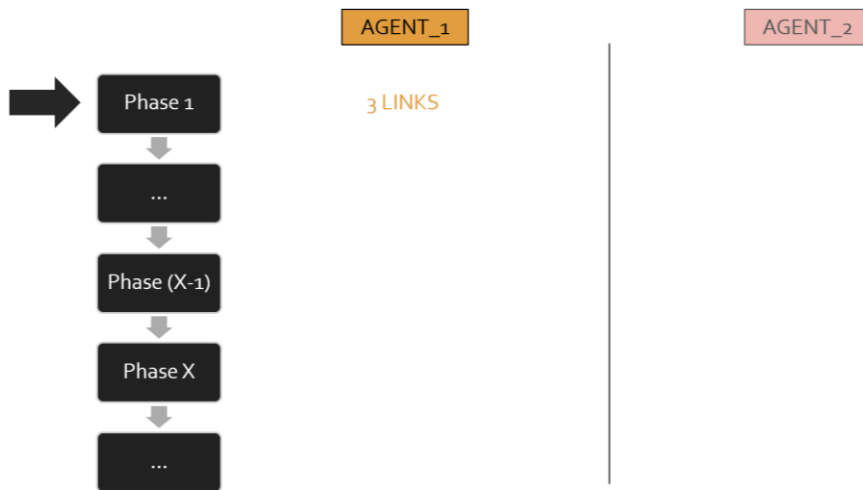 AGENT_1
AGENT_2
Phase 1
3 LINKS
...
Phase (X-1)
Phase X
...